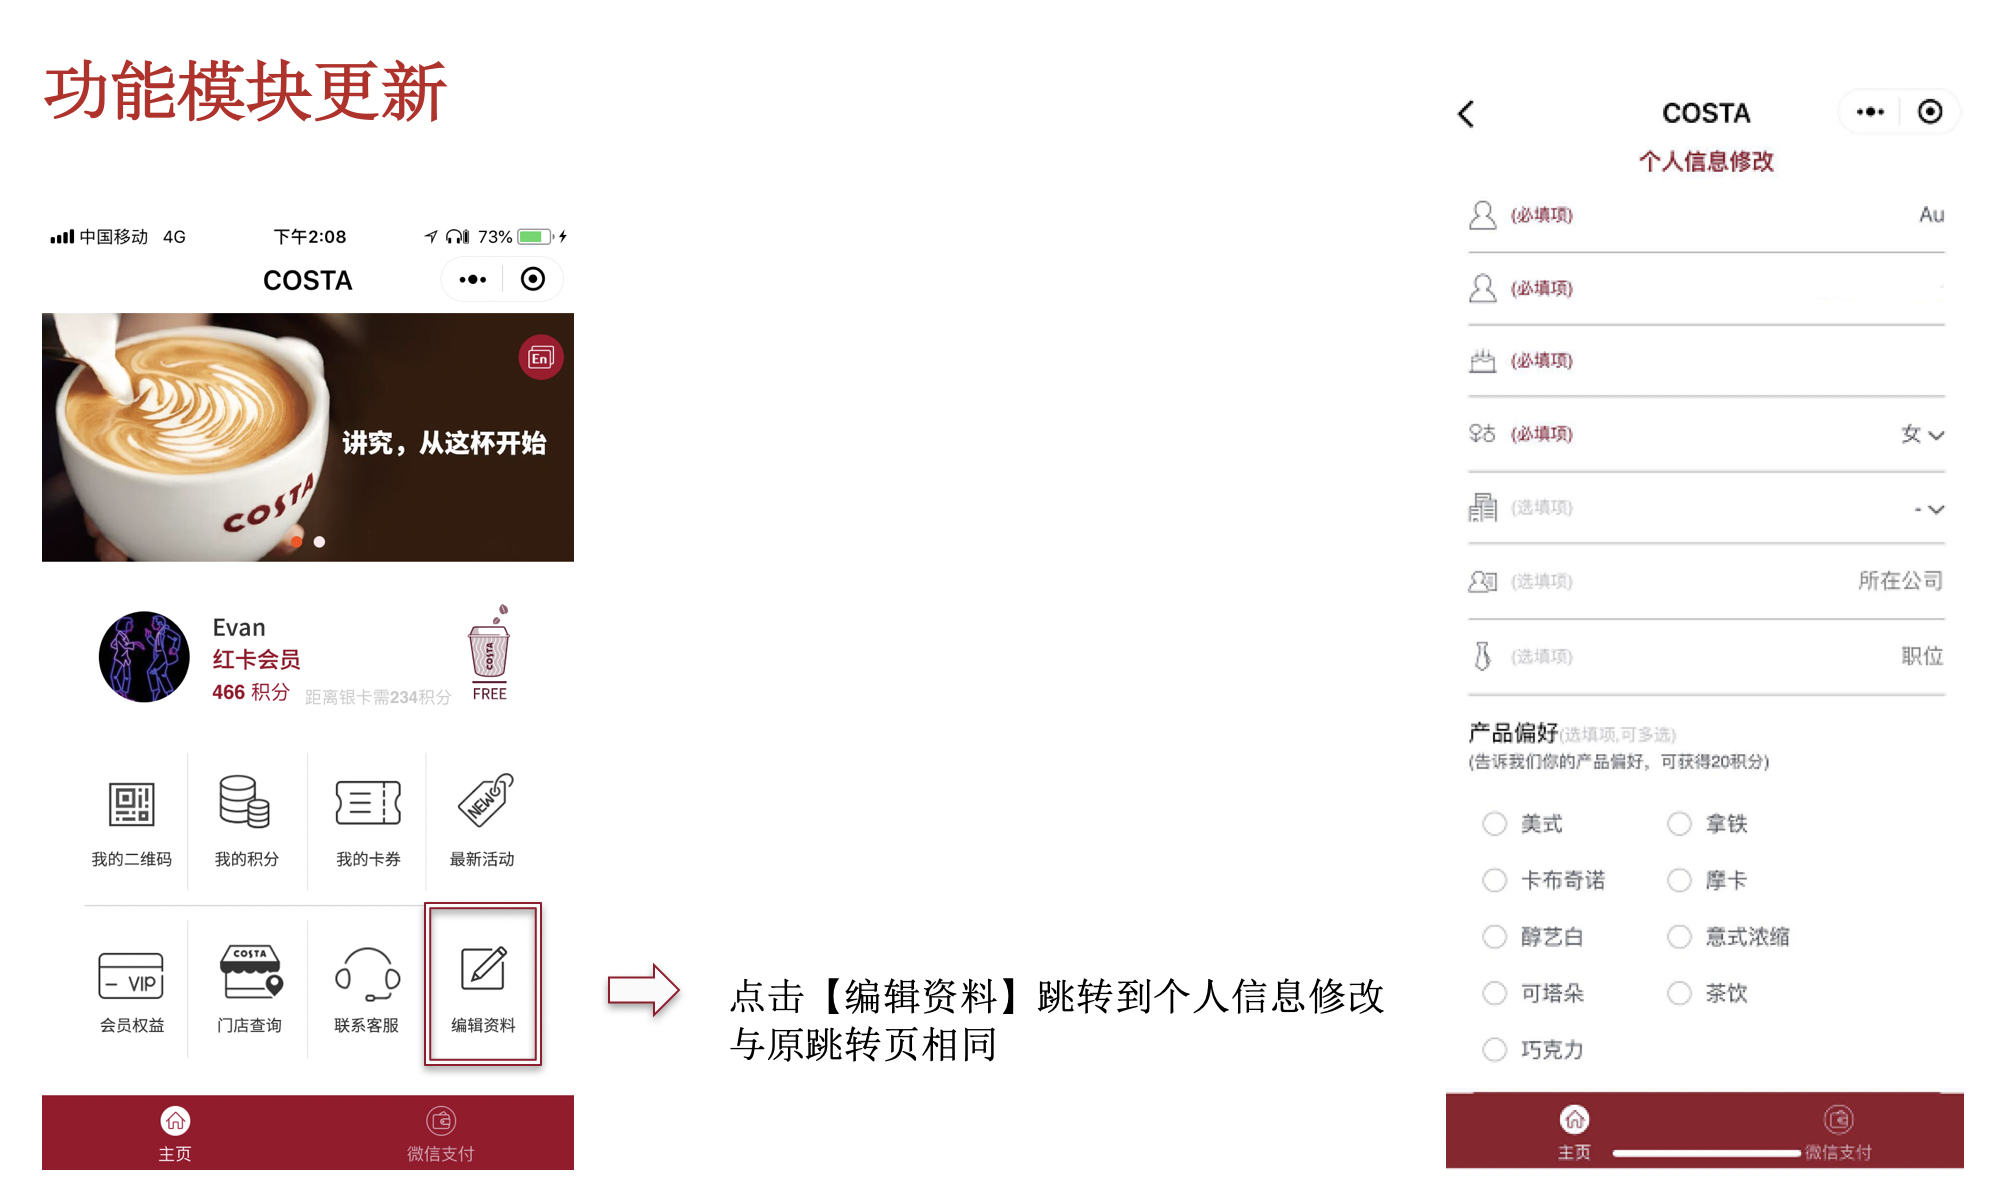 功能模块更新
中国移动 4G 下午2:08 73%
COSTA
En
讲究，从这杯开始
COSTA
Evan
红卡会员
466 积分 距离银卡需234积分
COSTA
FREE
NEW
我的二维码 我的积分 我的卡券 最新活动
VIP
COSTA
会员权益 门店查询 联系客服 编辑资料
主页 微信支付
点击【编辑资料】跳转到个人信息修改
与原跳转页相同
COSTA
个人信息修改
(必填项) Au
(必填项)
(必填项)
(必填项) 女
(选填项) -
(选填项) 所在公司
(选填项) 职位
产品偏好(选填项,可多选)
(告诉我们你的产品偏好，可获得20积分)
美式 拿铁
卡布奇诺 摩卡
醇艺白 意式浓缩
可塔朵 茶饮
巧克力
主页 微信支付